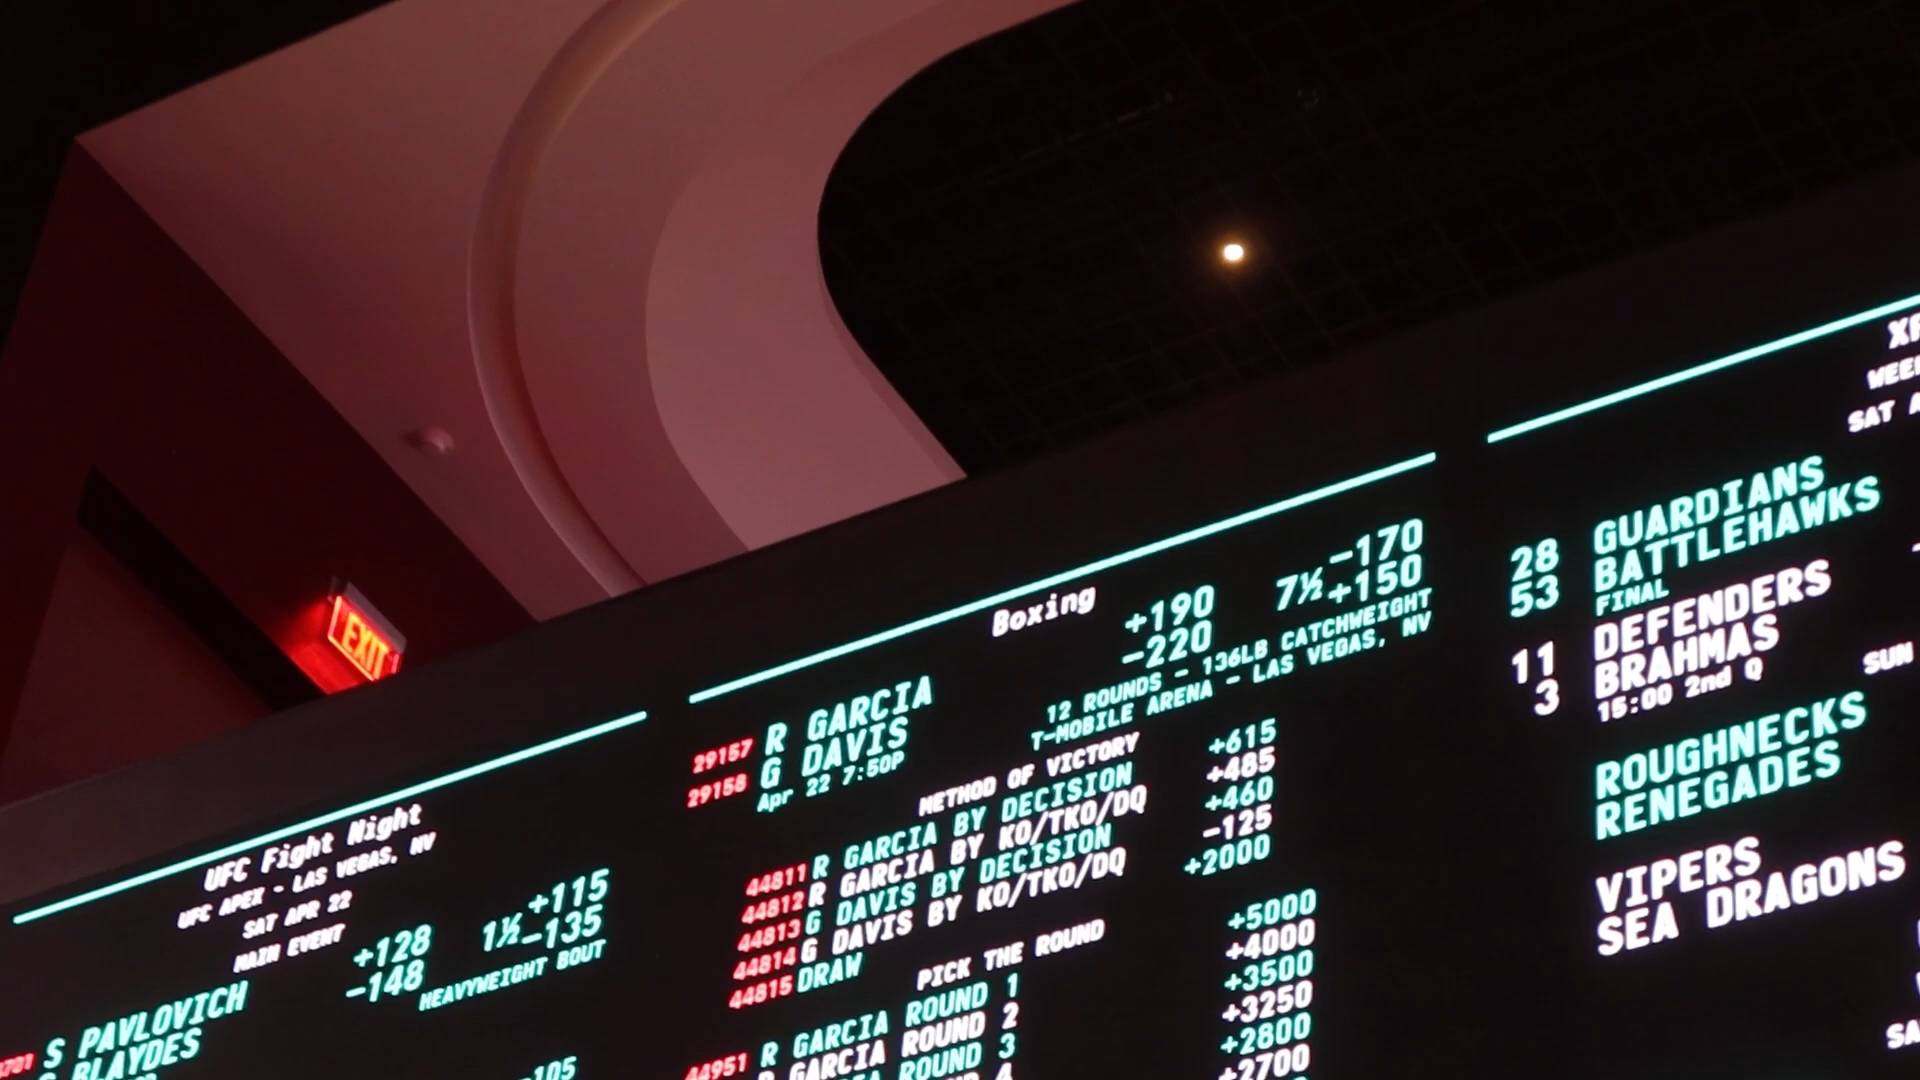 EXIT
UFC Fight Night
UFC APEX - LAS VEGAS, NV
SAT APR 22
MAIN EVENT
+128 1½ +115
-148 -135
HEAVYWEIGHT BOUT
S PAVLOVICH
BLAYDES
Boxing
29157 R GARCIA +190 7½ -170
29158 G DAVIS -220 +150
Apr 22 7:50P
12 ROUNDS - 136LB CATCHWEIGHT
T-MOBILE ARENA - LAS VEGAS, NV
METHOD OF VICTORY
44811 R GARCIA BY DECISION +615
44812 R GARCIA BY KO/TKO/DQ +485
44813 G DAVIS BY DECISION +460
44814 G DAVIS BY KO/TKO/DQ -125
44815 DRAW +2000
PICK THE ROUND
44951 R GARCIA ROUND 1 +5000
GARCIA ROUND 2 +4000
ROUND 3 +3500
+3250
+2800
+2700
SAT
28 GUARDIANS
53 BATTLEHAWKS
FINAL
11 DEFENDERS
3 BRAHMAS
15:00 2nd Q
SUN
ROUGHNECKS
RENEGADES
VIPERS
SEA DRAGONS